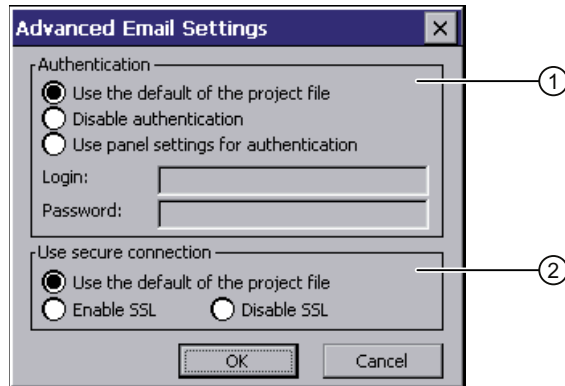 Advanced Email Settings
Authentication
1
Use the default of the project file
Disable authentication
Use panel settings for authentication
Login:
Password:
Use secure connection
2
Use the default of the project file
Enable SSL Disable SSL
OK Cancel